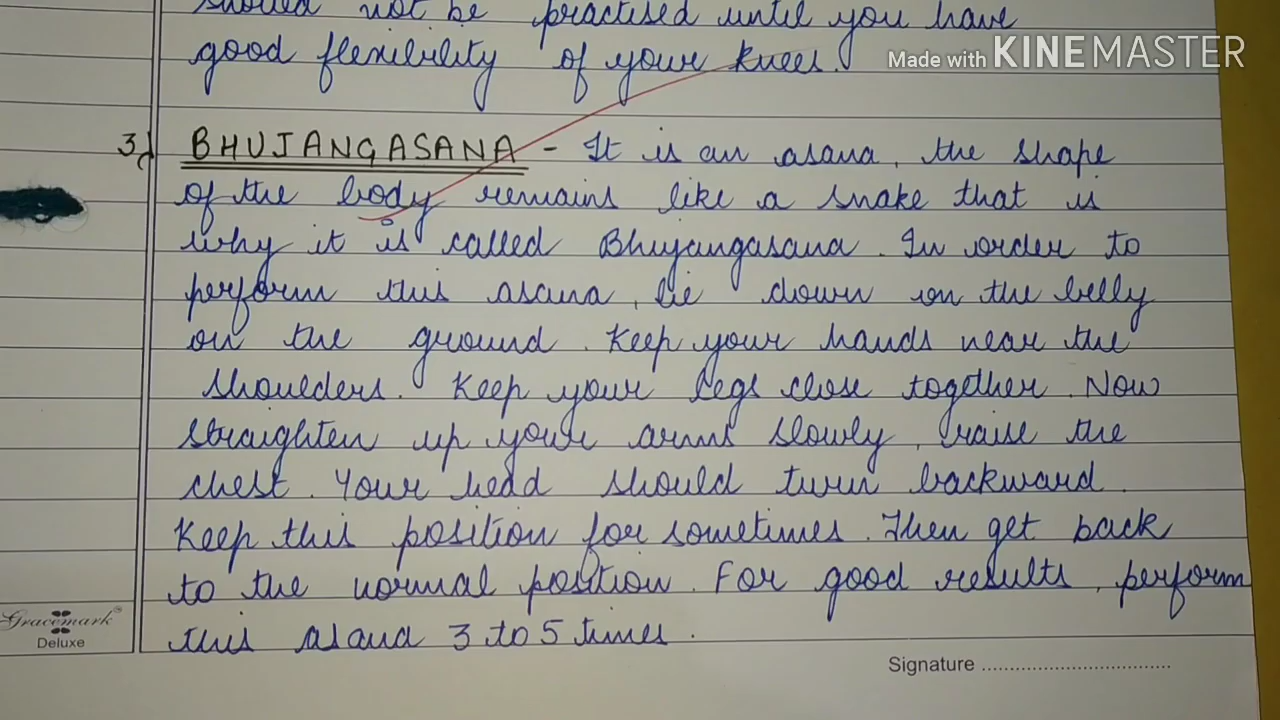 should not be practised until you have
good flexibility of your knees.
Made with KINEMASTER
3) BHUJANGASANA - It is an asana, the shape
of the body remains like a snake that is
why it is called Bhujangasana. In order to
perform this asana, lie down on the belly
on the ground. Keep your hands near the
shoulders. Keep your legs close together. Now
straighten up your arms slowly, raise the
chest. Your head should turn backward.
Keep this position for sometimes. Then get back
to the normal position. For good results, perform
this asana 3 to 5 times.
Gracemark
Deluxe
Signature ..................................